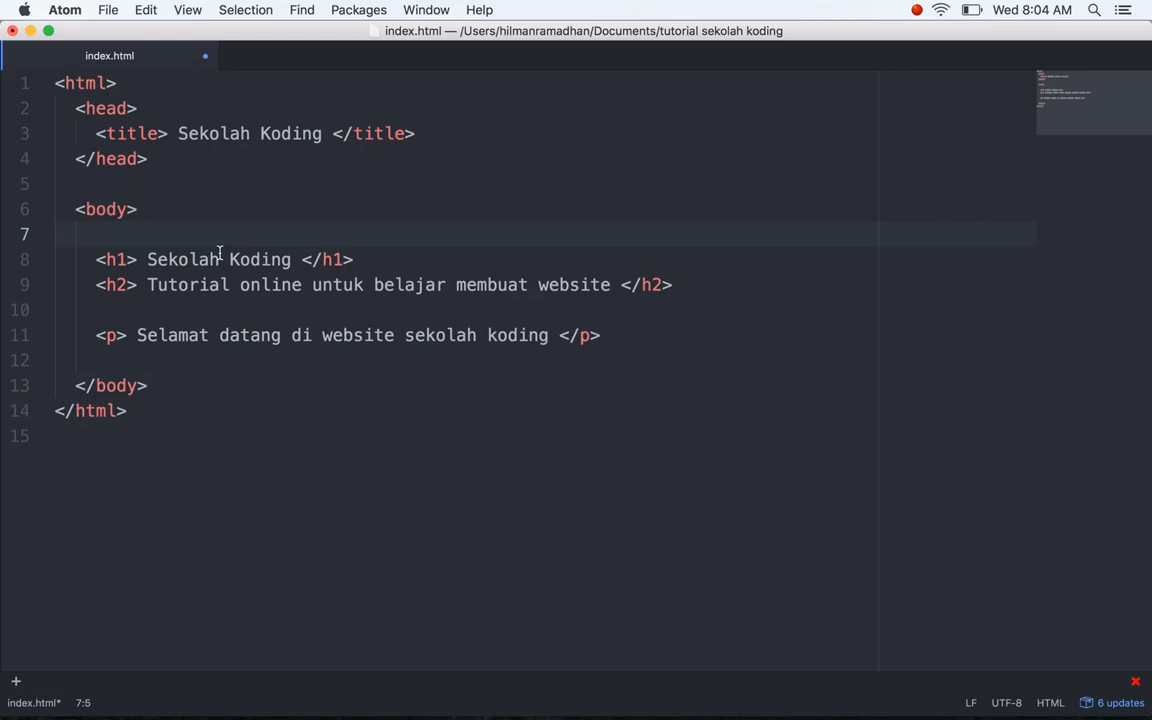 Atom File Edit View Selection Find Packages Window Help Wed 8:04 AM
index.html — /Users/hilmanramadhan/Documents/tutorial sekolah koding
index.html
1 <html>
2 <head>
3 <title> Sekolah Koding </title>
4 </head>
5
6 <body>
7
8 <h1> Sekolah Koding </h1>
9 <h2> Tutorial online untuk belajar membuat website </h2>
10
11 <p> Selamat datang di website sekolah koding </p>
12
13 </body>
14 </html>
15
index.html* 7:5 LF UTF-8 HTML 6 updates